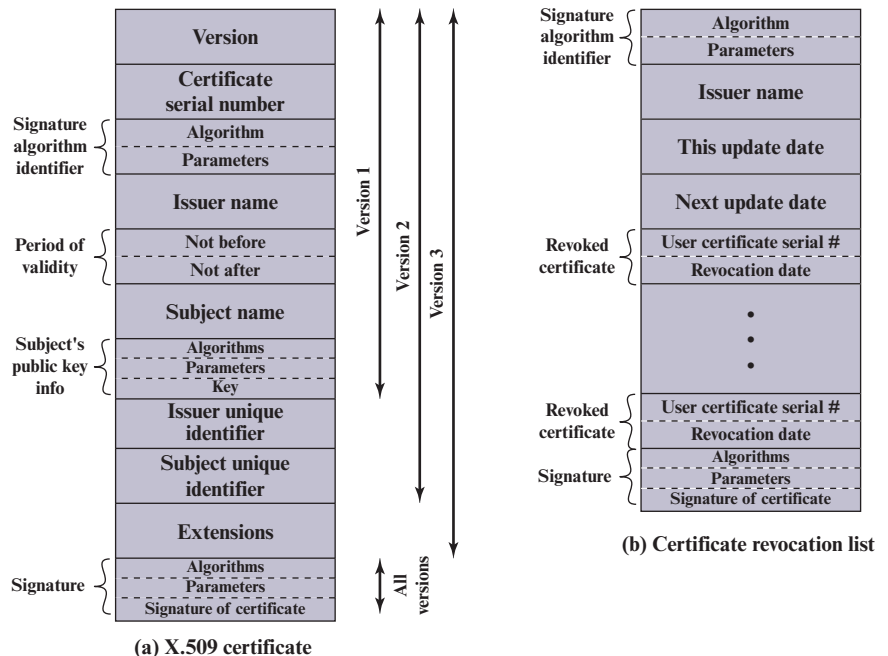 Version
Certificate
serial number
Signature
algorithm
identifier
Algorithm
Parameters
Issuer name
Period of
validity
Not before
Not after
Subject name
Subject's
public key
info
Algorithms
Parameters
Key
Issuer unique
identifier
Subject unique
identifier
Extensions
Signature
Algorithms
Parameters
Signature of certificate
Version 1
Version 2
Version 3
All
versions
(a) X.509 certificate
Signature
algorithm
identifier
Algorithm
Parameters
Issuer name
This update date
Next update date
Revoked
certificate
User certificate serial #
Revocation date
Revoked
certificate
User certificate serial #
Revocation date
Signature
Algorithms
Parameters
Signature of certificate
(b) Certificate revocation list